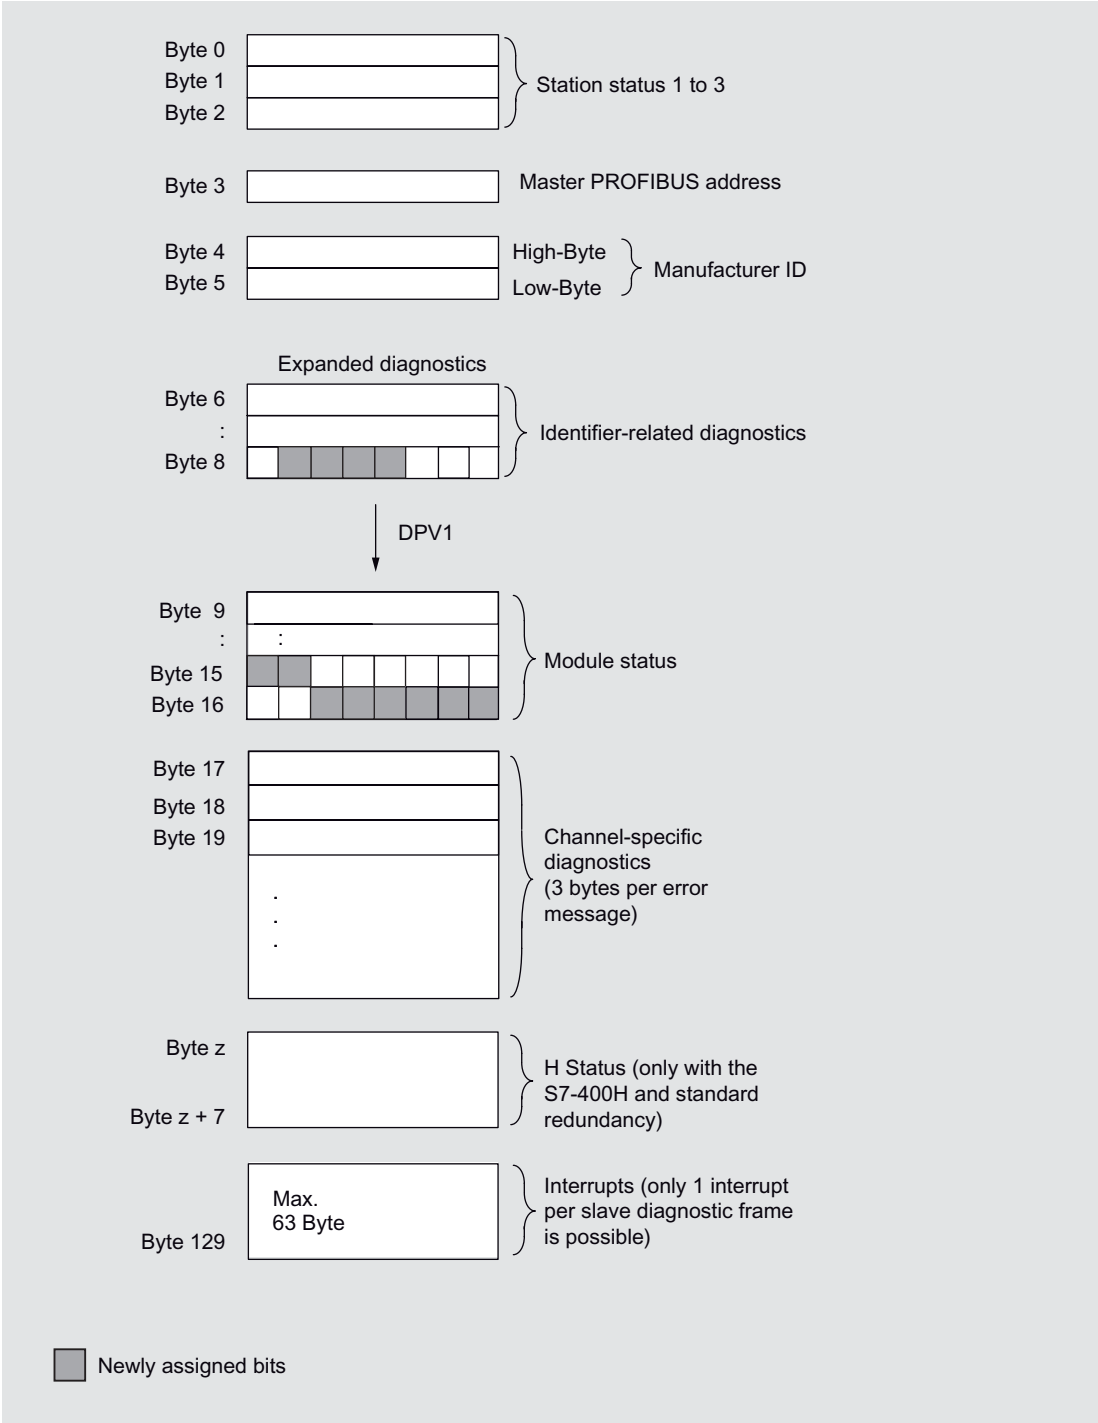 Byte 0
Byte 1
Byte 2
Station status 1 to 3
Byte 3
Master PROFIBUS address
Byte 4
High-Byte
Byte 5
Low-Byte
Manufacturer ID
Expanded diagnostics
Byte 6
:
Byte 8
Identifier-related diagnostics
DPV1
Byte 9
: :
Byte 15
Byte 16
Module status
Byte 17
Byte 18
Byte 19
.
.
.
Channel-specific
diagnostics
(3 bytes per error
message)
Byte z
Byte z + 7
H Status (only with the
S7-400H and standard
redundancy)
Max.
63 Byte
Byte 129
Interrupts (only 1 interrupt
per slave diagnostic frame
is possible)
Newly assigned bits